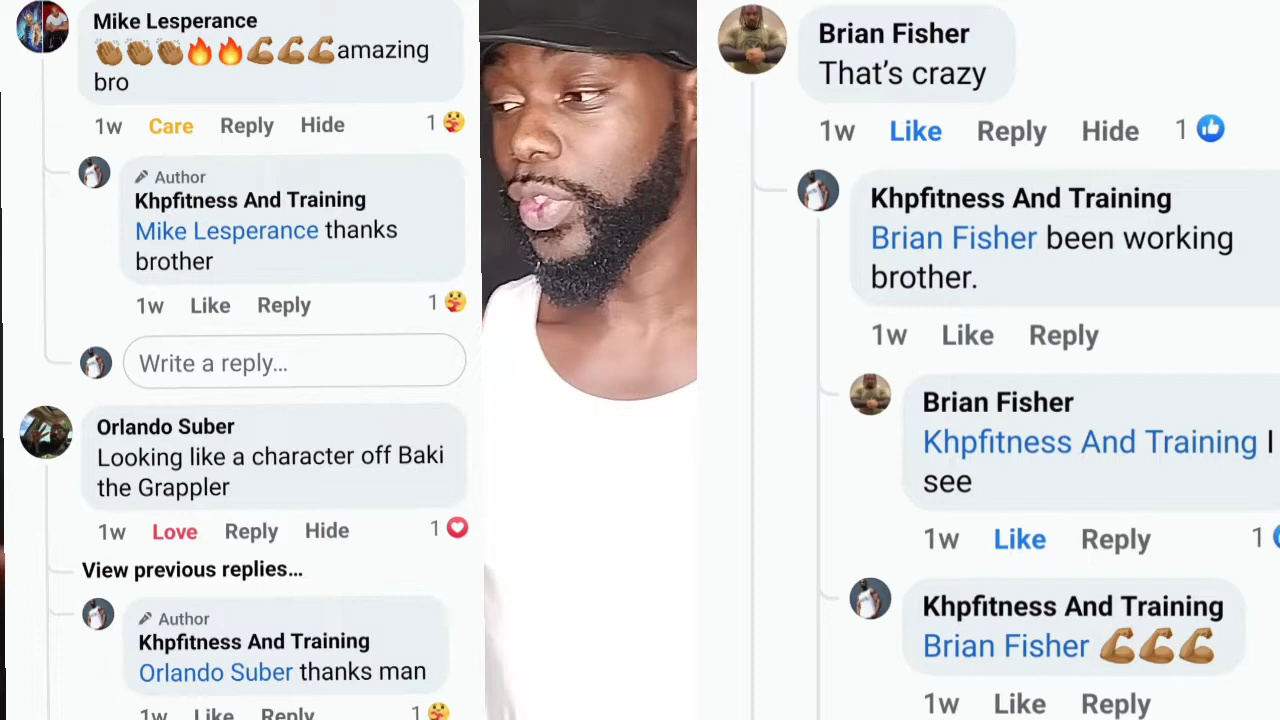 Mike Lesperance
👏🏾👏🏾👏🏾🔥🔥💪🏾💪🏾💪🏾amazing
bro
1w Care Reply Hide 1
Author
Khpfitness And Training
Mike Lesperance thanks
brother
1w Like Reply 1
Write a reply...
Orlando Suber
Looking like a character off Baki
the Grappler
1w Love Reply Hide 1
View previous replies...
Author
Khpfitness And Training
Orlando Suber thanks man
1w Like Reply 1
Brian Fisher
That's crazy
1w Like Reply Hide 1
Khpfitness And Training
Brian Fisher been working
brother.
1w Like Reply
Brian Fisher
Khpfitness And Training I
see
1w Like Reply 1
Khpfitness And Training
Brian Fisher 💪🏾💪🏾💪🏾
1w Like Reply